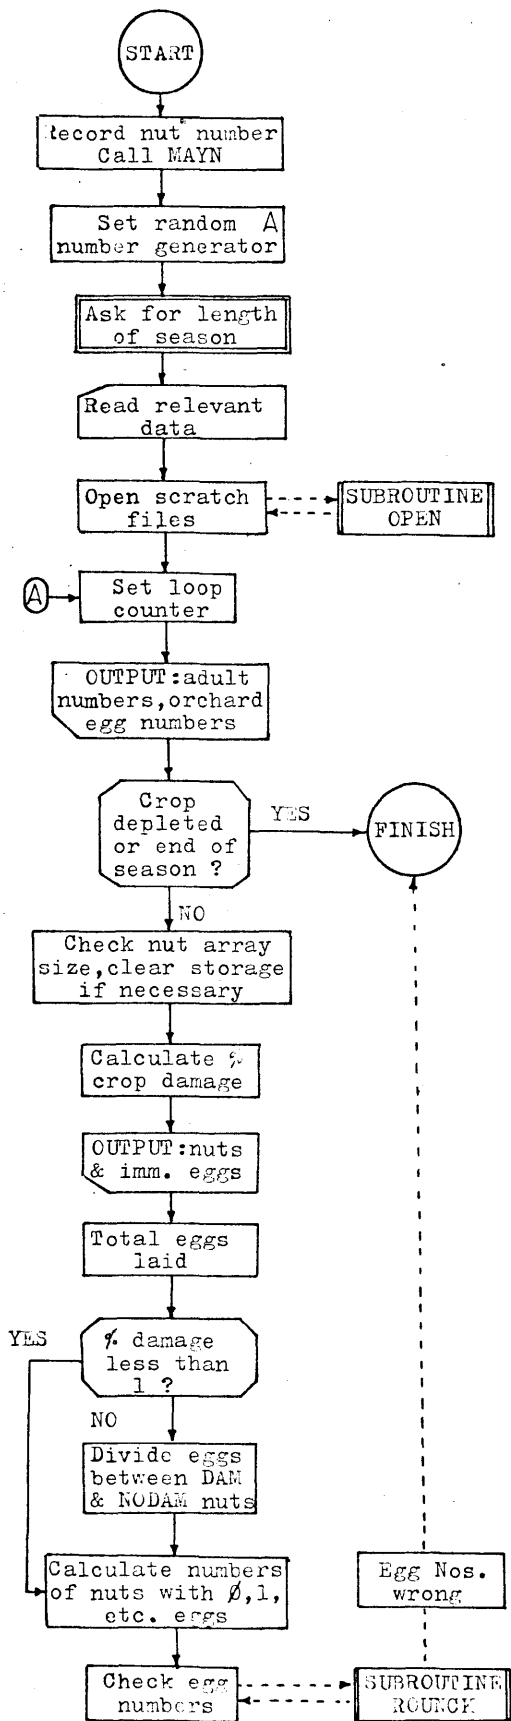 START
Record nut number
Call MAYN
Set random A
number generator
Ask for length
of season
Read relevant
data
Open scratch
files
SUBROUTINE
OPEN
A
Set loop
counter
OUTPUT:adult
numbers,orchard
egg numbers
Crop
depleted
or end of
season ?
YES
FINISH
NO
Check nut array
size,clear storage
if necessary
Calculate %
crop damage
OUTPUT:nuts
& imm. eggs
Total eggs
laid
YES
% damage
less than
1 ?
NO
Divide eggs
between DAM
& NODAM nuts
Calculate numbers
of nuts with Ø,1,
etc. eggs
Egg Nos.
wrong
Check egg
numbers
SUBROUTINE
ROUNCK